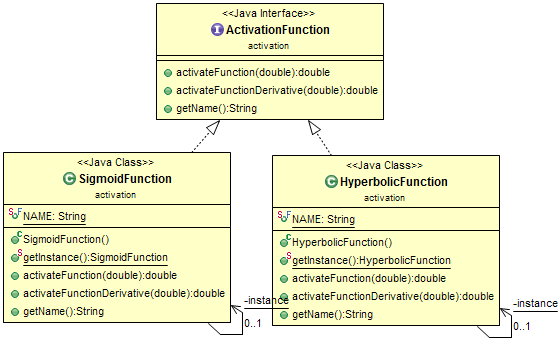 <<Java Interface>>
ActivationFunction
activation
activateFunction(double):double
activateFunctionDerivative(double):double
getName():String
<<Java Class>>
SigmoidFunction
activation
NAME: String
SigmoidFunction()
getInstance():SigmoidFunction
activateFunction(double):double
activateFunctionDerivative(double):double
getName():String
-instance
0..1
<<Java Class>>
HyperbolicFunction
activation
NAME: String
HyperbolicFunction()
getInstance():HyperbolicFunction
activateFunction(double):double
activateFunctionDerivative(double):double
getName():String
-instance
0..1